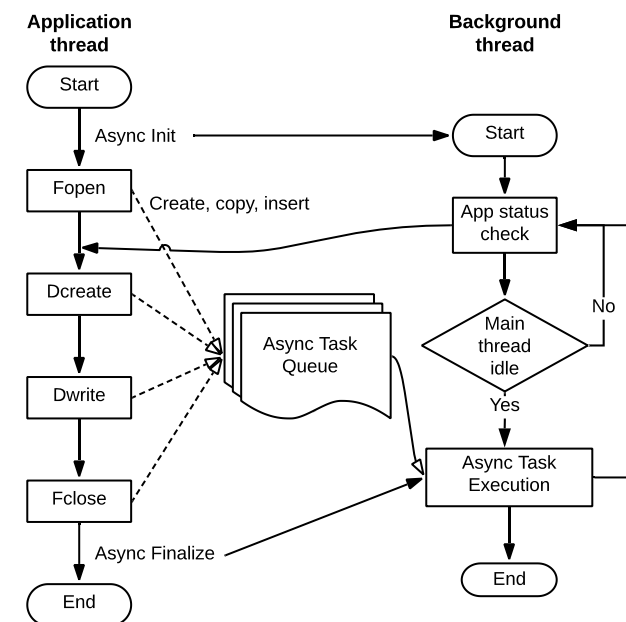 Application
thread
Background
thread
Start
Async Init
Start
Fopen
Create, copy, insert
App status
check
Dcreate
No
Main
thread
idle
Async Task
Queue
Dwrite
Yes
Async Task
Execution
Fclose
Async Finalize
End
End